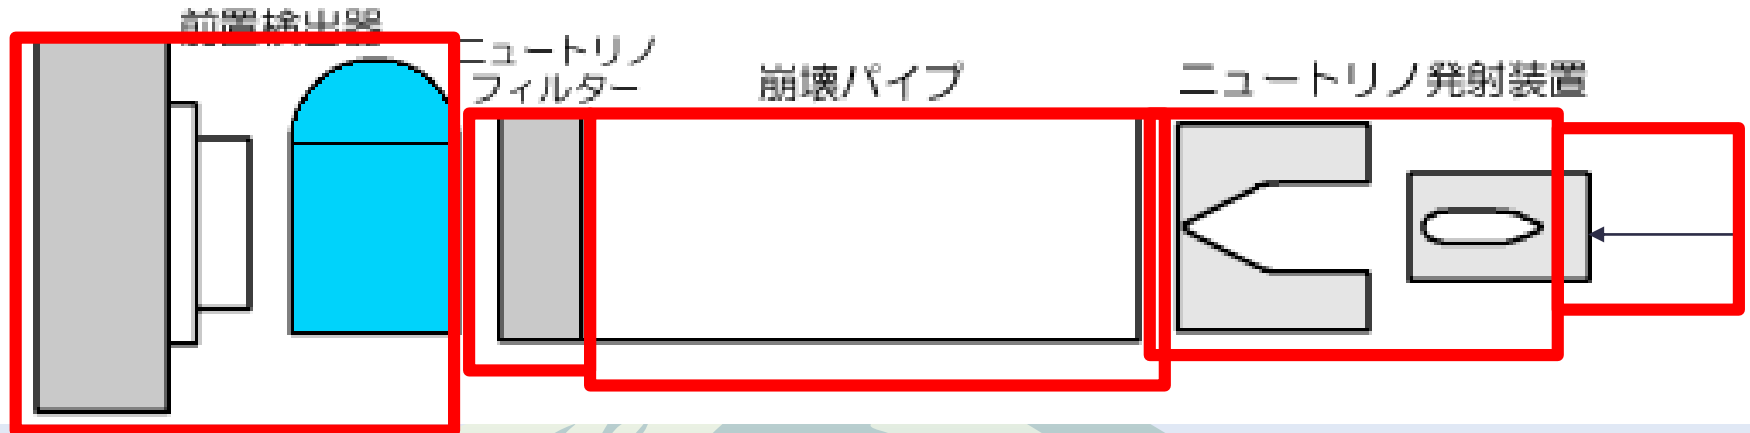 前置検出器
ニュートリノ
フィルター
崩壊パイプ
ニュートリノ発射装置